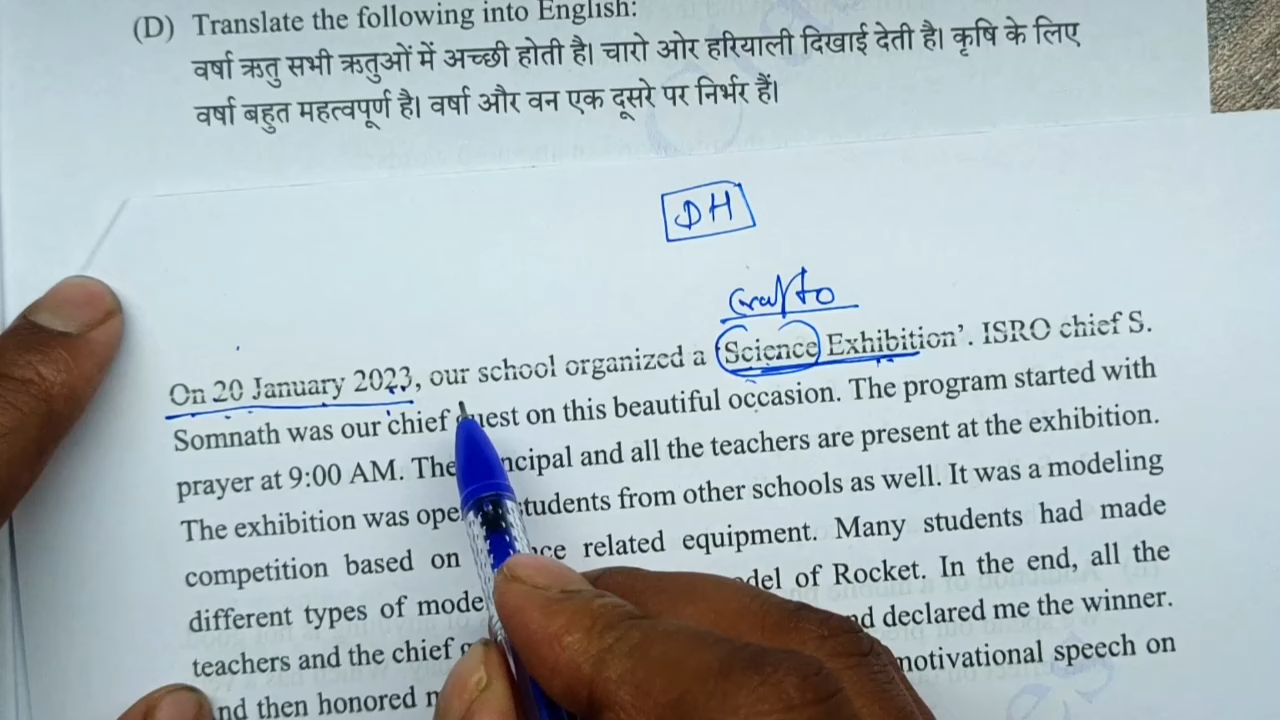 (D) Translate the following into English:
वर्षा ऋतु सभी ऋतुओं में अच्छी होती है। चारो ओर हरियाली दिखाई देती है। कृषि के लिए
वर्षा बहुत महत्वपूर्ण है। वर्षा और वन एक दूसरे पर निर्भर हैं।
DH
On 20 January 2023, our school organized a 'Science Exhibition'. ISRO chief S.
Somnath was our chief guest on this beautiful occasion. The program started with
prayer at 9:00 AM. The ncipal and all the teachers are present at the exhibition.
The exhibition was ope students from other schools as well. It was a modeling
competition based on ce related equipment. Many students had made
different types of mode del of Rocket. In the end, all the
teachers and the chief nd declared me the winner.
nd then honored motivational speech on